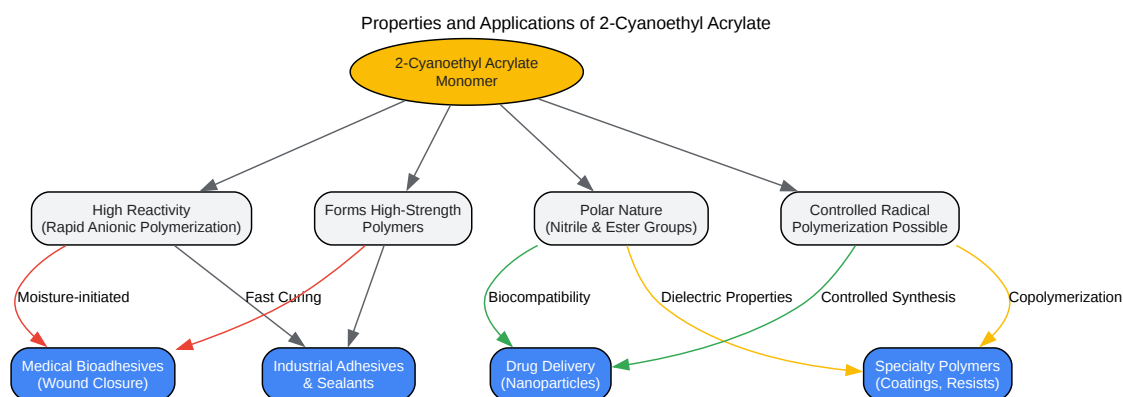 Properties and Applications of 2-Cyanoethyl Acrylate
2-Cyanoethyl Acrylate
Monomer
High Reactivity
(Rapid Anionic Polymerization)
Forms High-Strength
Polymers
Polar Nature
(Nitrile & Ester Groups)
Controlled Radical
Polymerization Possible
Moisture-initiated
Fast Curing
Biocompatibility
Dielectric Properties
Controlled Synthesis
Copolymerization
Medical Bioadhesives
(Wound Closure)
Industrial Adhesives
& Sealants
Drug Delivery
(Nanoparticles)
Specialty Polymers
(Coatings, Resists)